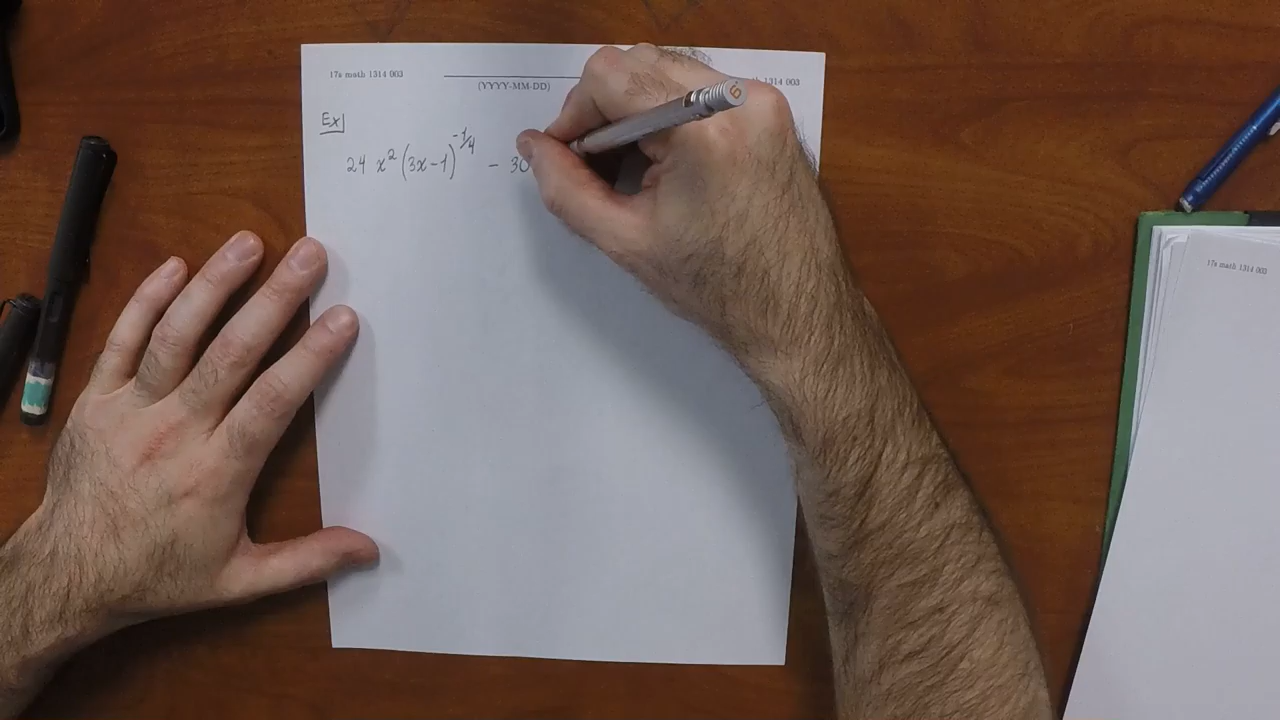 17s math 1314 003
1314 003
(YYYY-MM-DD)
Ex
24 x² (3x-1)^-1/4 - 30
17s math 1314 003
6